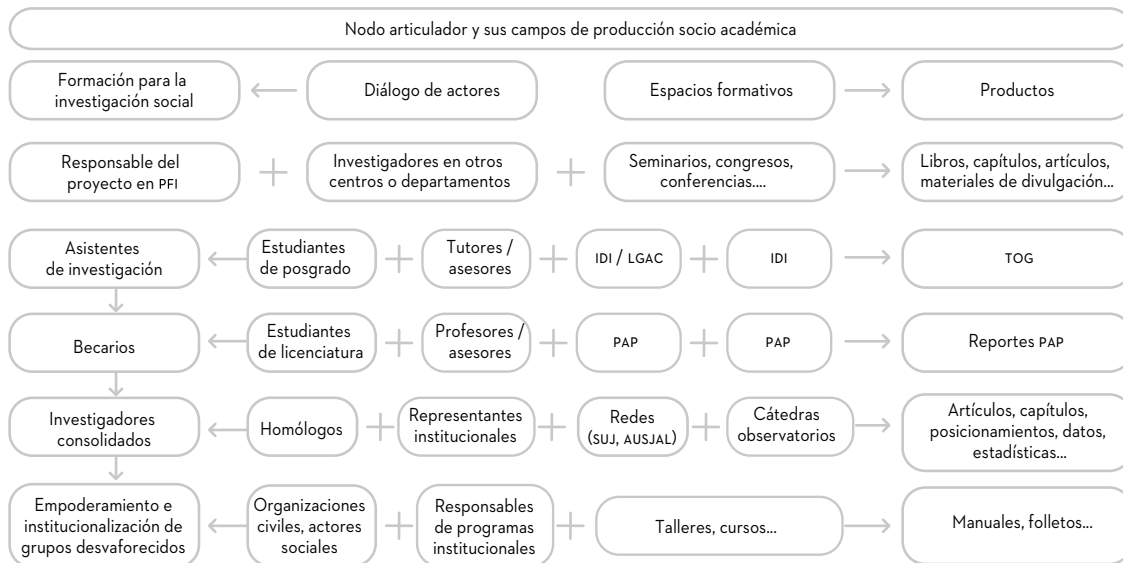 Nodo articulador y sus campos de producción socio académica
Formación para la
investigación social
Diálogo de actores
Espacios formativos
Productos
Responsable del
proyecto en PFI
Investigadores en otros
centros o departamentos
Seminarios, congresos,
conferencias....
Libros, capítulos, artículos,
materiales de divulgación...
Asistentes
de investigación
Estudiantes
de posgrado
Tutores /
asesores
IDI / LGAC
IDI
TOG
Becarios
Estudiantes
de licenciatura
Profesores /
asesores
PAP
PAP
Reportes PAP
Investigadores
consolidados
Homólogos
Representantes
institucionales
Redes
(SUJ, AUSJAL)
Cátedras
observatorios
Artículos, capítulos,
posicionamientos, datos,
estadísticas...
Empoderamiento e
institucionalización de
grupos desvaforecidos
Organizaciones
civiles, actores
sociales
Responsables
de programas
institucionales
Talleres, cursos...
Manuales, folletos...